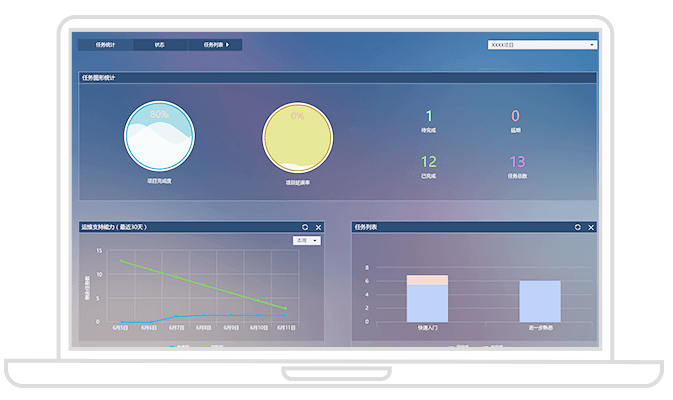 任务统计 状态 任务列表
XXXX项目
任务图形统计
80%
0%
1
0
待完成
延期
12
13
项目完成度
项目延误率
已完成
任务总数
运维支持能力（最近30天）
任务列表
本周
15
10
5
0
6月5日 6月6日 6月7日 6月8日 6月9日 6月10日 6月11日
8
6
4
2
0
快速入门 近一步熟悉